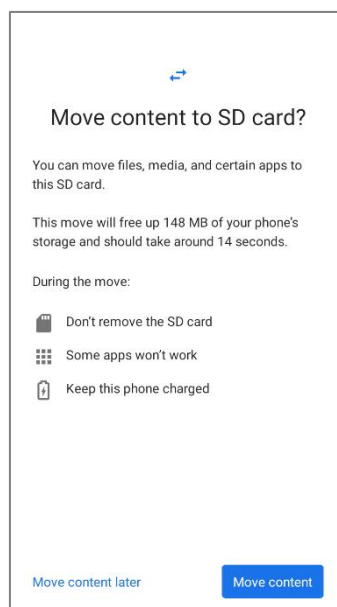 Move content to SD card?
You can move files, media, and certain apps to
this SD card.
This move will free up 148 MB of your phone's
storage and should take around 14 seconds.
During the move:
Don't remove the SD card
Some apps won't work
Keep this phone charged
Move content later
Move content